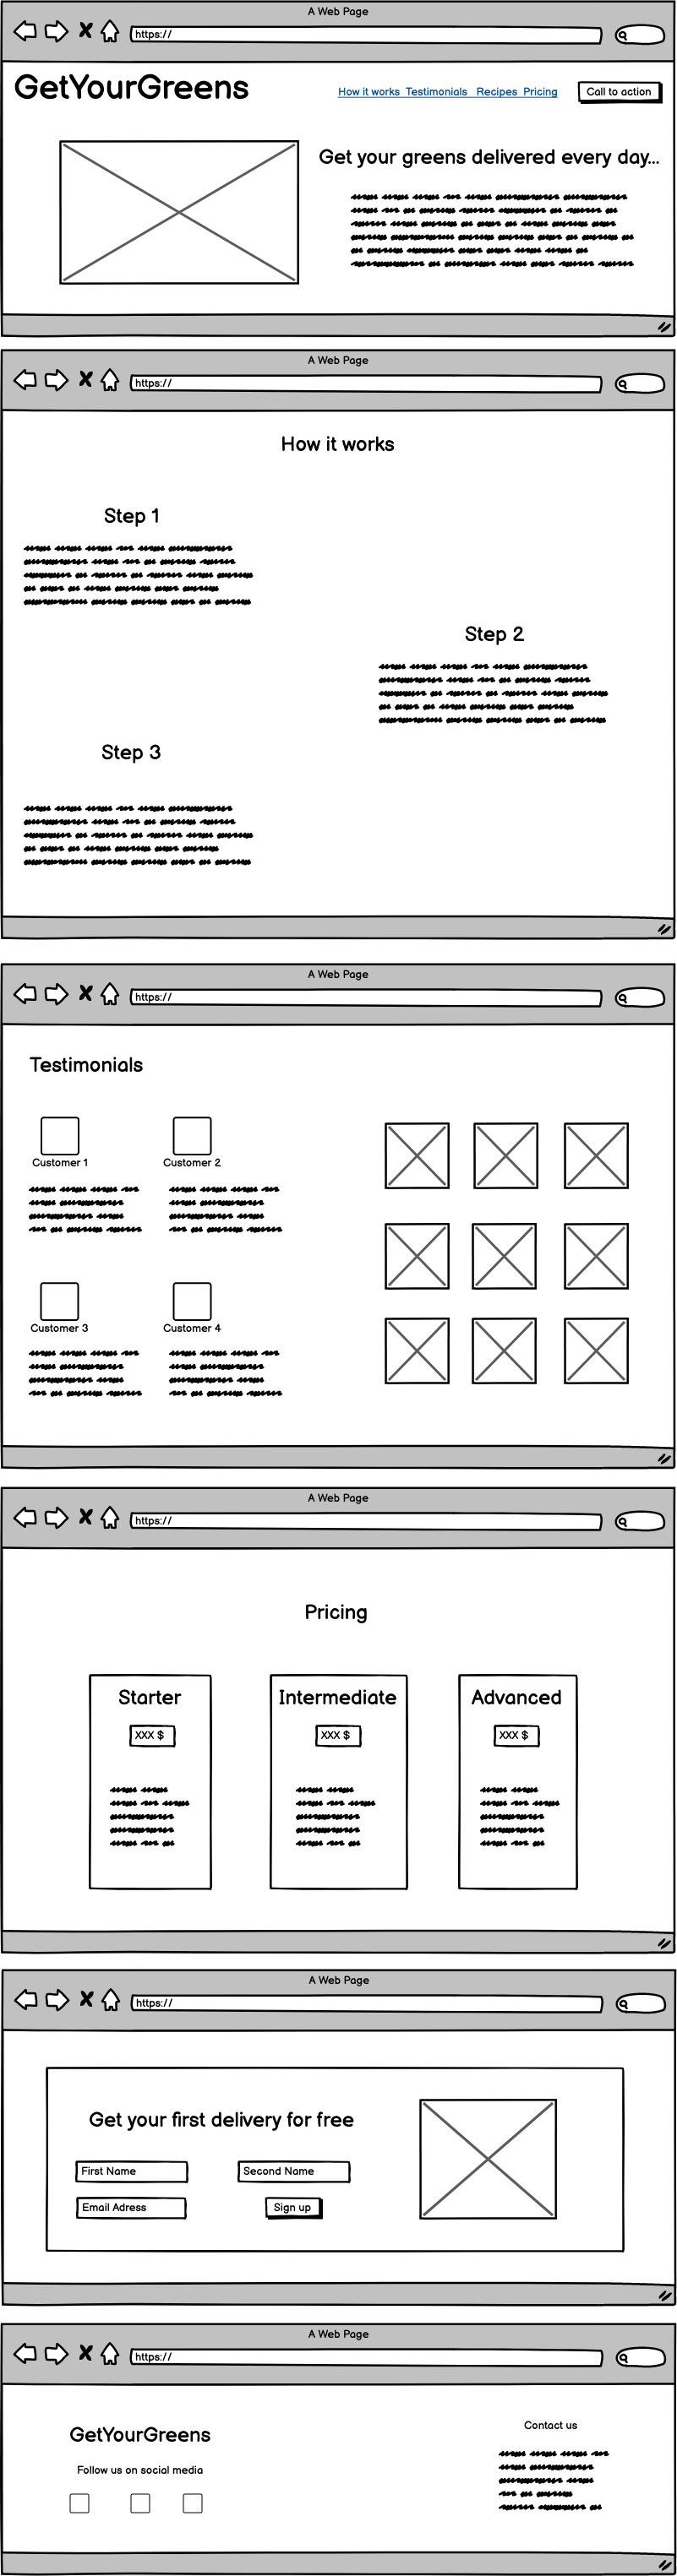 A Web Page
https://
GetYourGreens
How it works Testimonials Recipes Pricing
Call to action
Get your greens delivered every day...
A Web Page
https://
How it works
Step 1
Step 2
Step 3
A Web Page
https://
Testimonials
Customer 1
Customer 2
Customer 3
Customer 4
A Web Page
https://
Pricing
Starter
Intermediate
Advanced
XXX $
XXX $
XXX $
A Web Page
https://
Get your first delivery for free
First Name
Second Name
Email Adress
Sign up
A Web Page
https://
GetYourGreens
Contact us
Follow us on social media